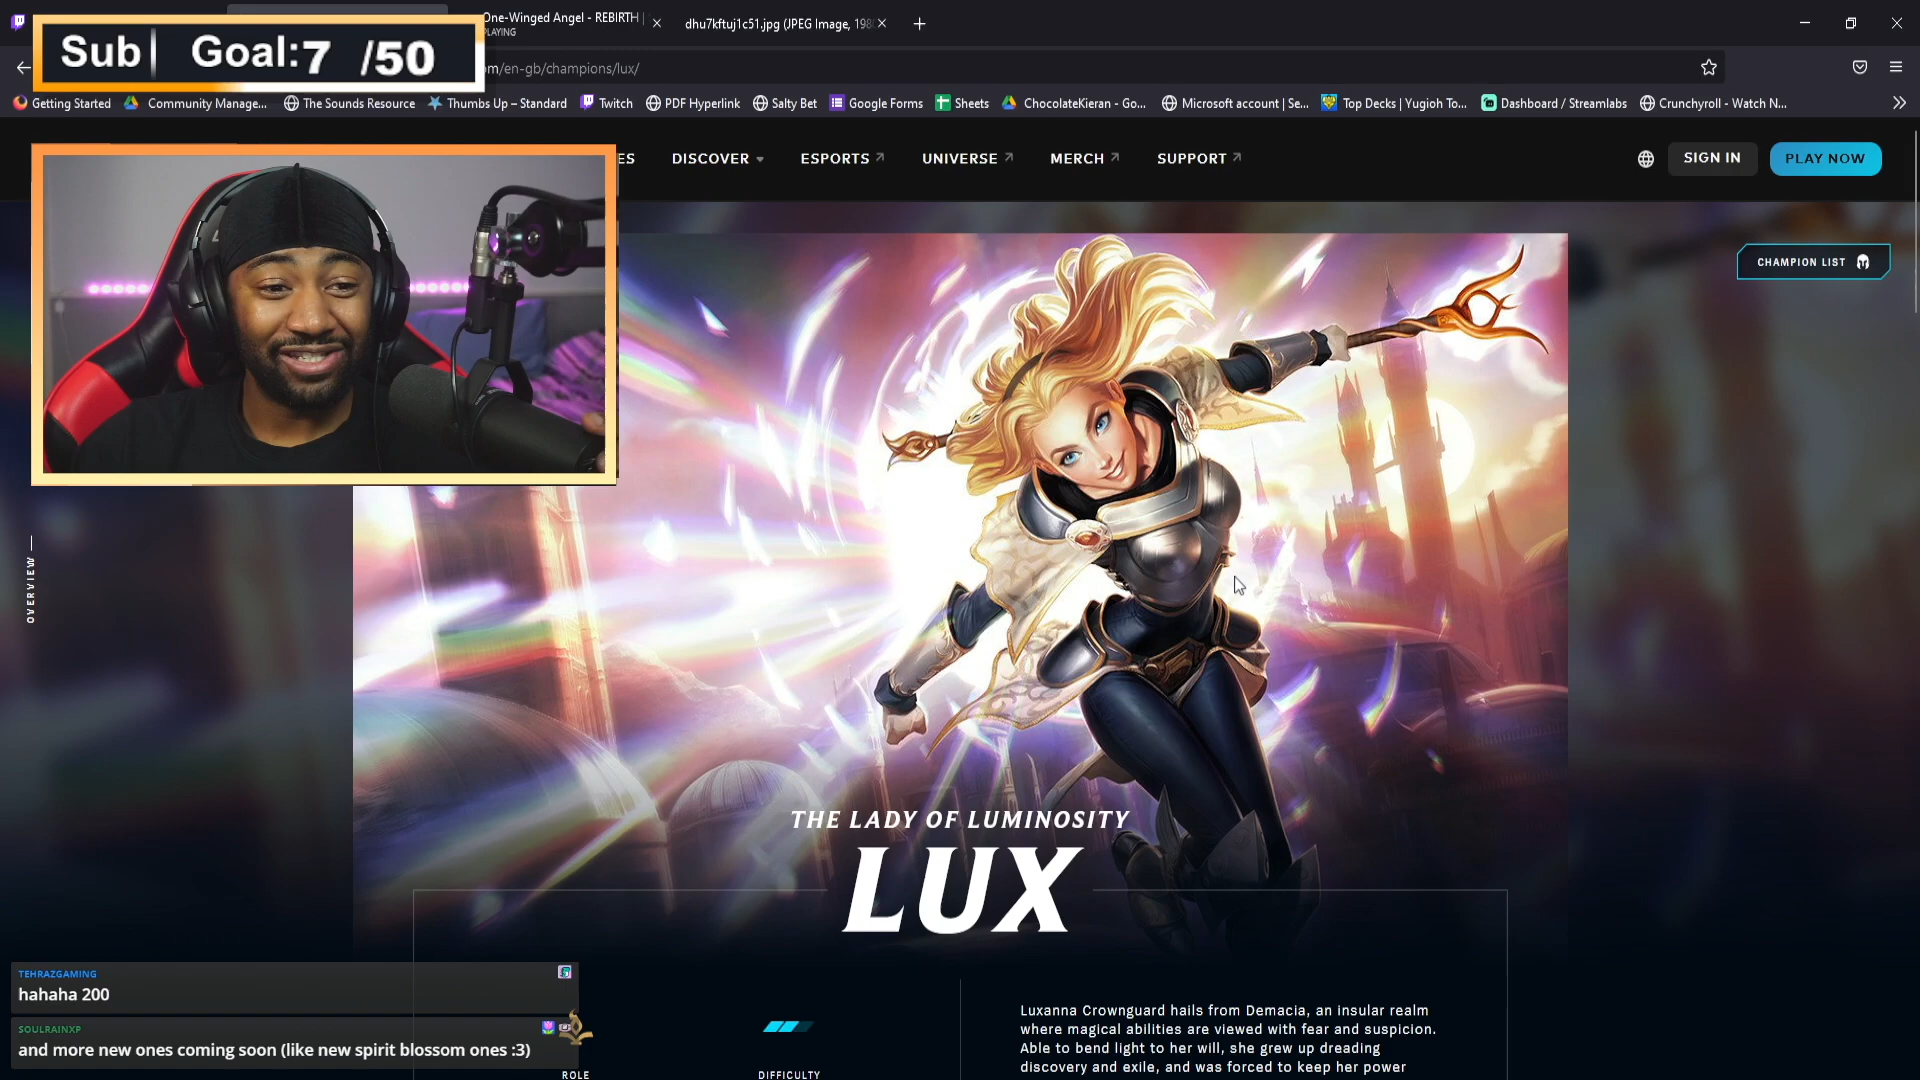 One-Winged Angel - REBIRTH
PLAYING
dhu7kftuj1c51.jpg (JPEG Image, 198
Sub Goal:7 /50
om/en-gb/champions/lux/
Getting Started
Community Manage...
The Sounds Resource
Thumbs Up – Standard
Twitch
PDF Hyperlink
Salty Bet
Google Forms
Sheets
ChocolateKieran - Go...
Microsoft account | Se...
Top Decks | Yugioh To...
Dashboard / Streamlabs
Crunchyroll - Watch N...
ES
DISCOVER
ESPORTS
UNIVERSE
MERCH
SUPPORT
SIGN IN
PLAY NOW
CHAMPION LIST
OVERVIEW
THE LADY OF LUMINOSITY
LUX
TEHRAZGAMING
hahaha 200
SOULRAINXP
and more new ones coming soon (like new spirit blossom ones :3)
ROLE
DIFFICULTY
Luxanna Crownguard hails from Demacia, an insular realm
where magical abilities are viewed with fear and suspicion.
Able to bend light to her will, she grew up dreading
discovery and exile, and was forced to keep her power